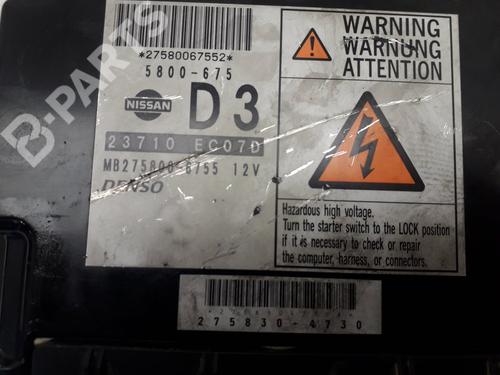 *27580067552*
5800-675
NISSAN
D3
23710 EC07D
MB275800-6755 12V
DENSO
WARNING
WARNUNG
ATTENTION
Hazardous high voltage.
Turn the starter switch to the LOCK position
if it is necessary to check or repair
the computer, harness, or connectors.
275830-4730
B-PARTS